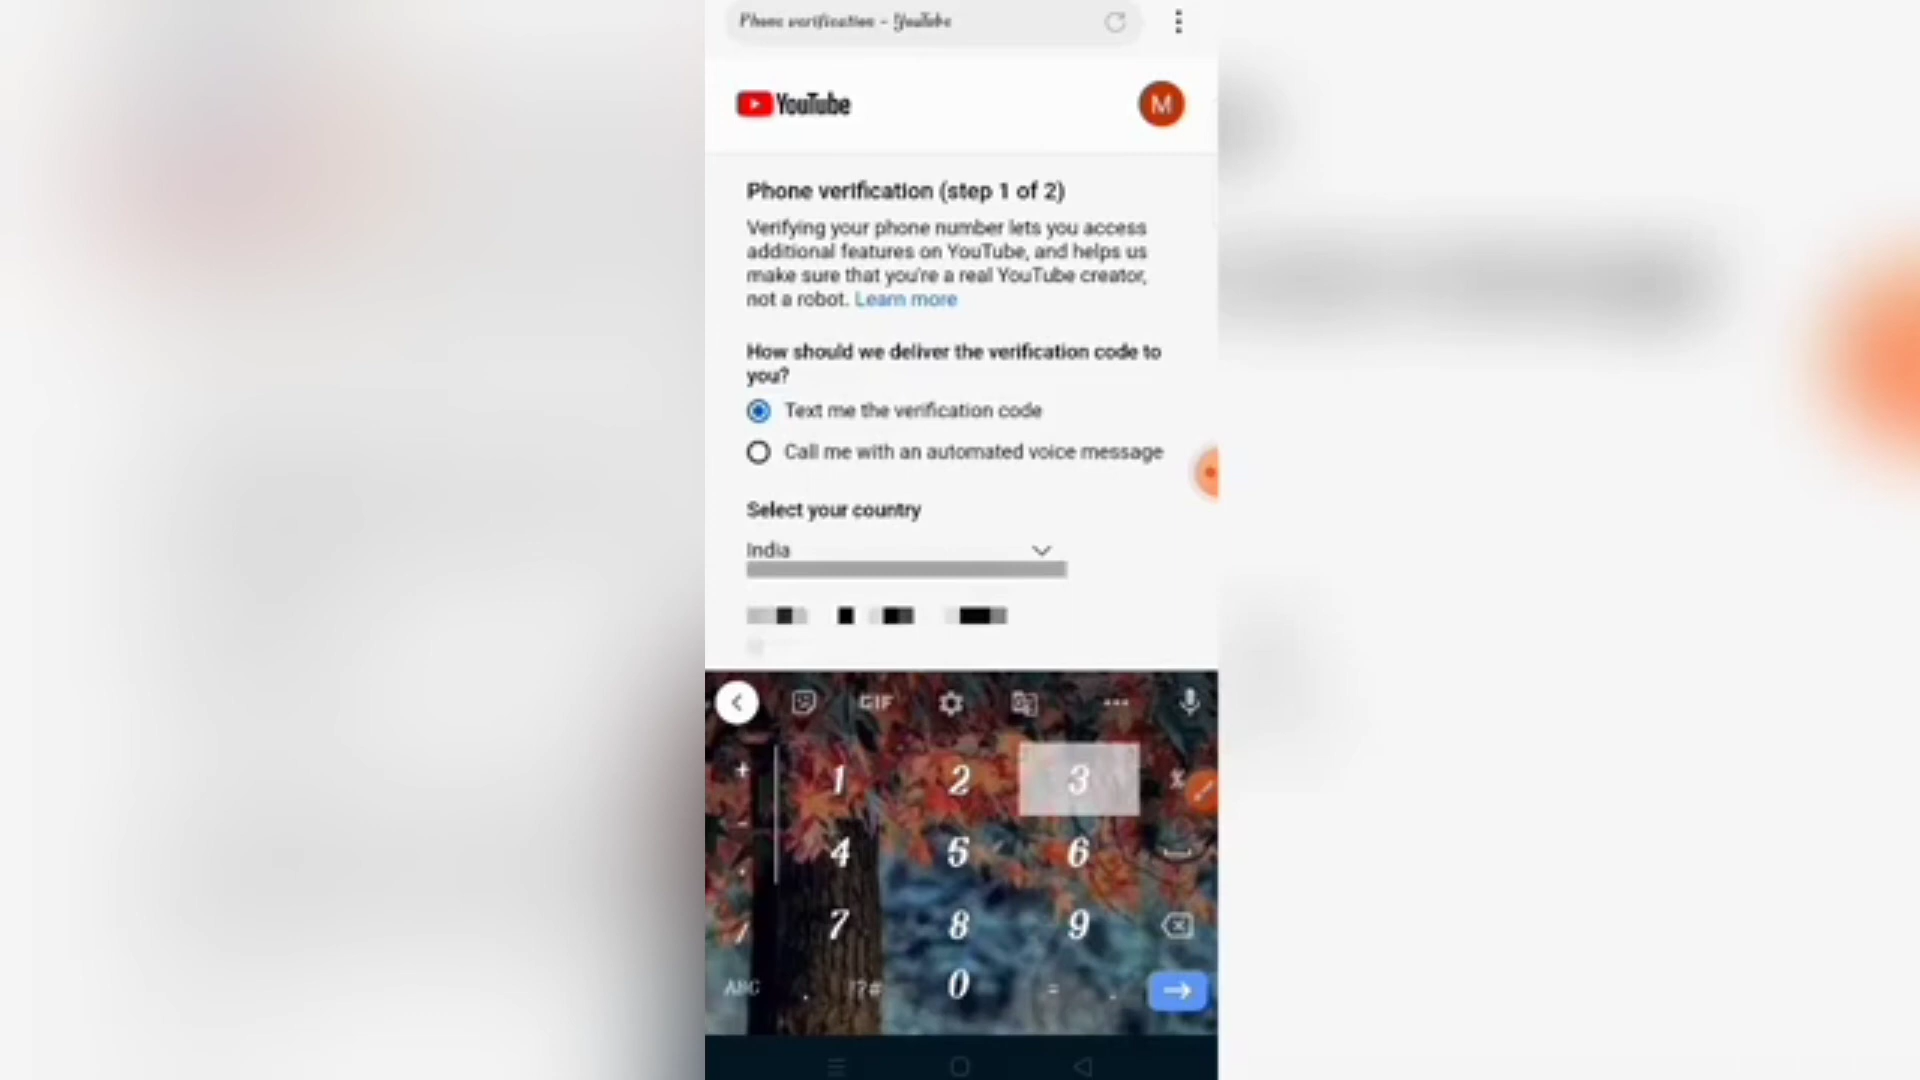 Phone verification - YouTube
YouTube
M
Phone verification (step 1 of 2)
Verifying your phone number lets you access
additional features on YouTube, and helps us
make sure that you're a real YouTube creator,
not a robot. Learn more
How should we deliver the verification code to
you?
Text me the verification code
Call me with an automated voice message
Select your country
India
GIF
+ 1 2 3 %
- 4 5 6
. 7 8 9
/
ABC , !?# 0 = .